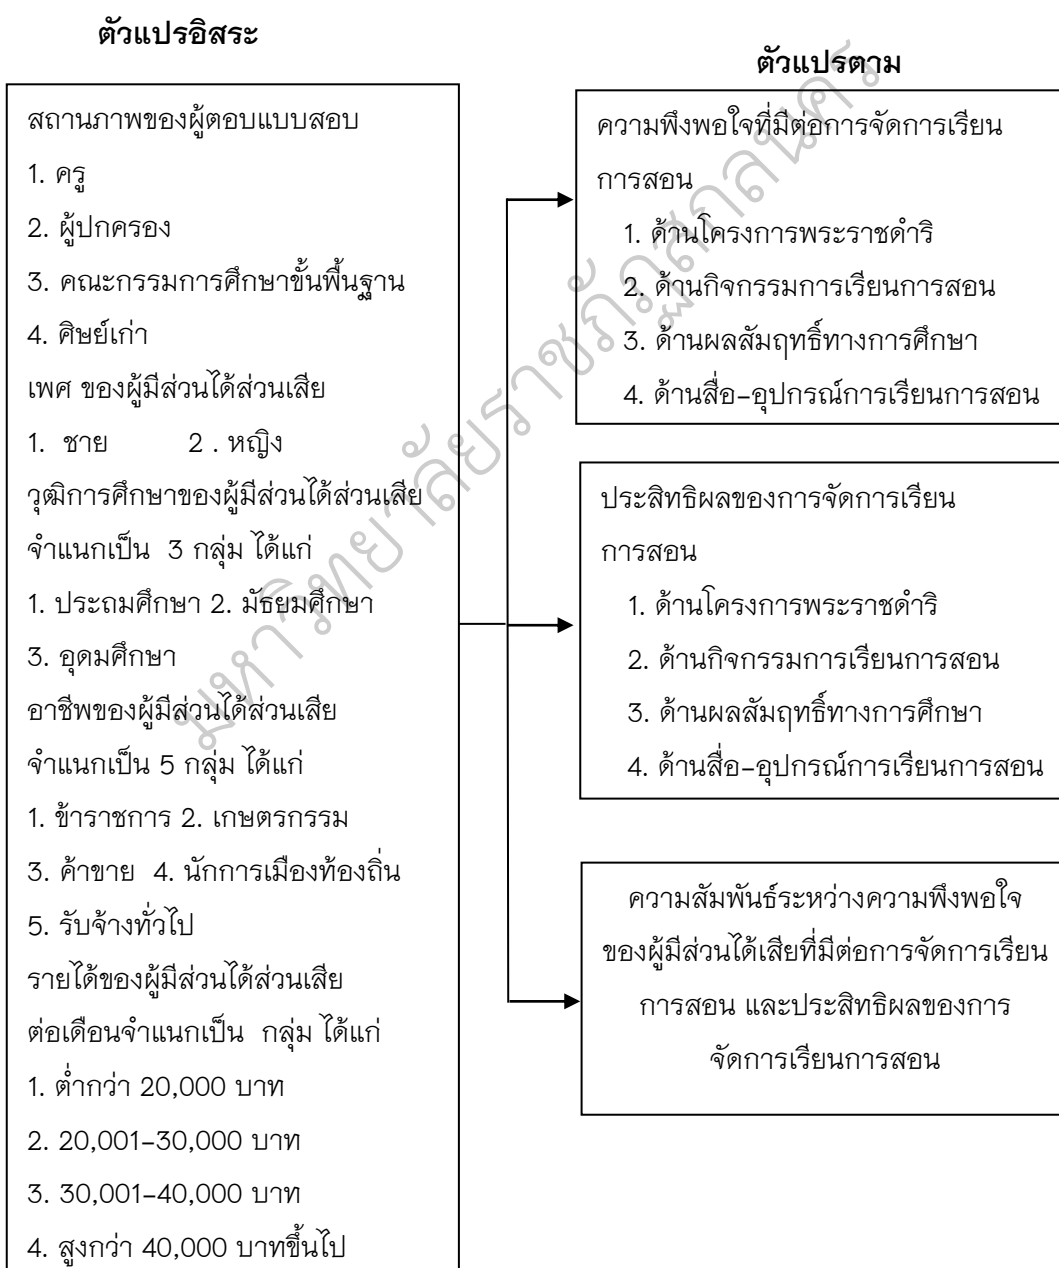 ตัวแปรอิสระ
สถานภาพของผู้ตอบแบบสอบ
1. ครู
2. ผู้ปกครอง
3. คณะกรรมการศึกษาขั้นพื้นฐาน
4. ศิษย์เก่า
เพศ ของผู้มีส่วนได้ส่วนเสีย
1. ชาย 2 . หญิง
วุฒิการศึกษาของผู้มีส่วนได้ส่วนเสีย
จำแนกเป็น 3 กลุ่ม ได้แก่
1. ประถมศึกษา 2. มัธยมศึกษา
3. อุดมศึกษา
อาชีพของผู้มีส่วนได้ส่วนเสีย
จำแนกเป็น 5 กลุ่ม ได้แก่
1. ข้าราชการ 2. เกษตรกรรม
3. ค้าขาย 4. นักการเมืองท้องถิ่น
5. รับจ้างทั่วไป
รายได้ของผู้มีส่วนได้ส่วนเสีย
ต่อเดือนจำแนกเป็น กลุ่ม ได้แก่
1. ต่ำกว่า 20,000 บาท
2. 20,001–30,000 บาท
3. 30,001–40,000 บาท
4. สูงกว่า 40,000 บาทขึ้นไป
ตัวแปรตาม
ความพึงพอใจที่มีต่อการจัดการเรียน
การสอน
1. ด้านโครงการพระราชดำริ
2. ด้านกิจกรรมการเรียนการสอน
3. ด้านผลสัมฤทธิ์ทางการศึกษา
4. ด้านสื่อ–อุปกรณ์การเรียนการสอน
ประสิทธิผลของการจัดการเรียน
การสอน
1. ด้านโครงการพระราชดำริ
2. ด้านกิจกรรมการเรียนการสอน
3. ด้านผลสัมฤทธิ์ทางการศึกษา
4. ด้านสื่อ–อุปกรณ์การเรียนการสอน
ความสัมพันธ์ระหว่างความพึงพอใจ
ของผู้มีส่วนได้เสียที่มีต่อการจัดการเรียน
การสอน และประสิทธิผลของการ
จัดการเรียนการสอน
มหาวิทยาลัยราชภัฏสกลนคร